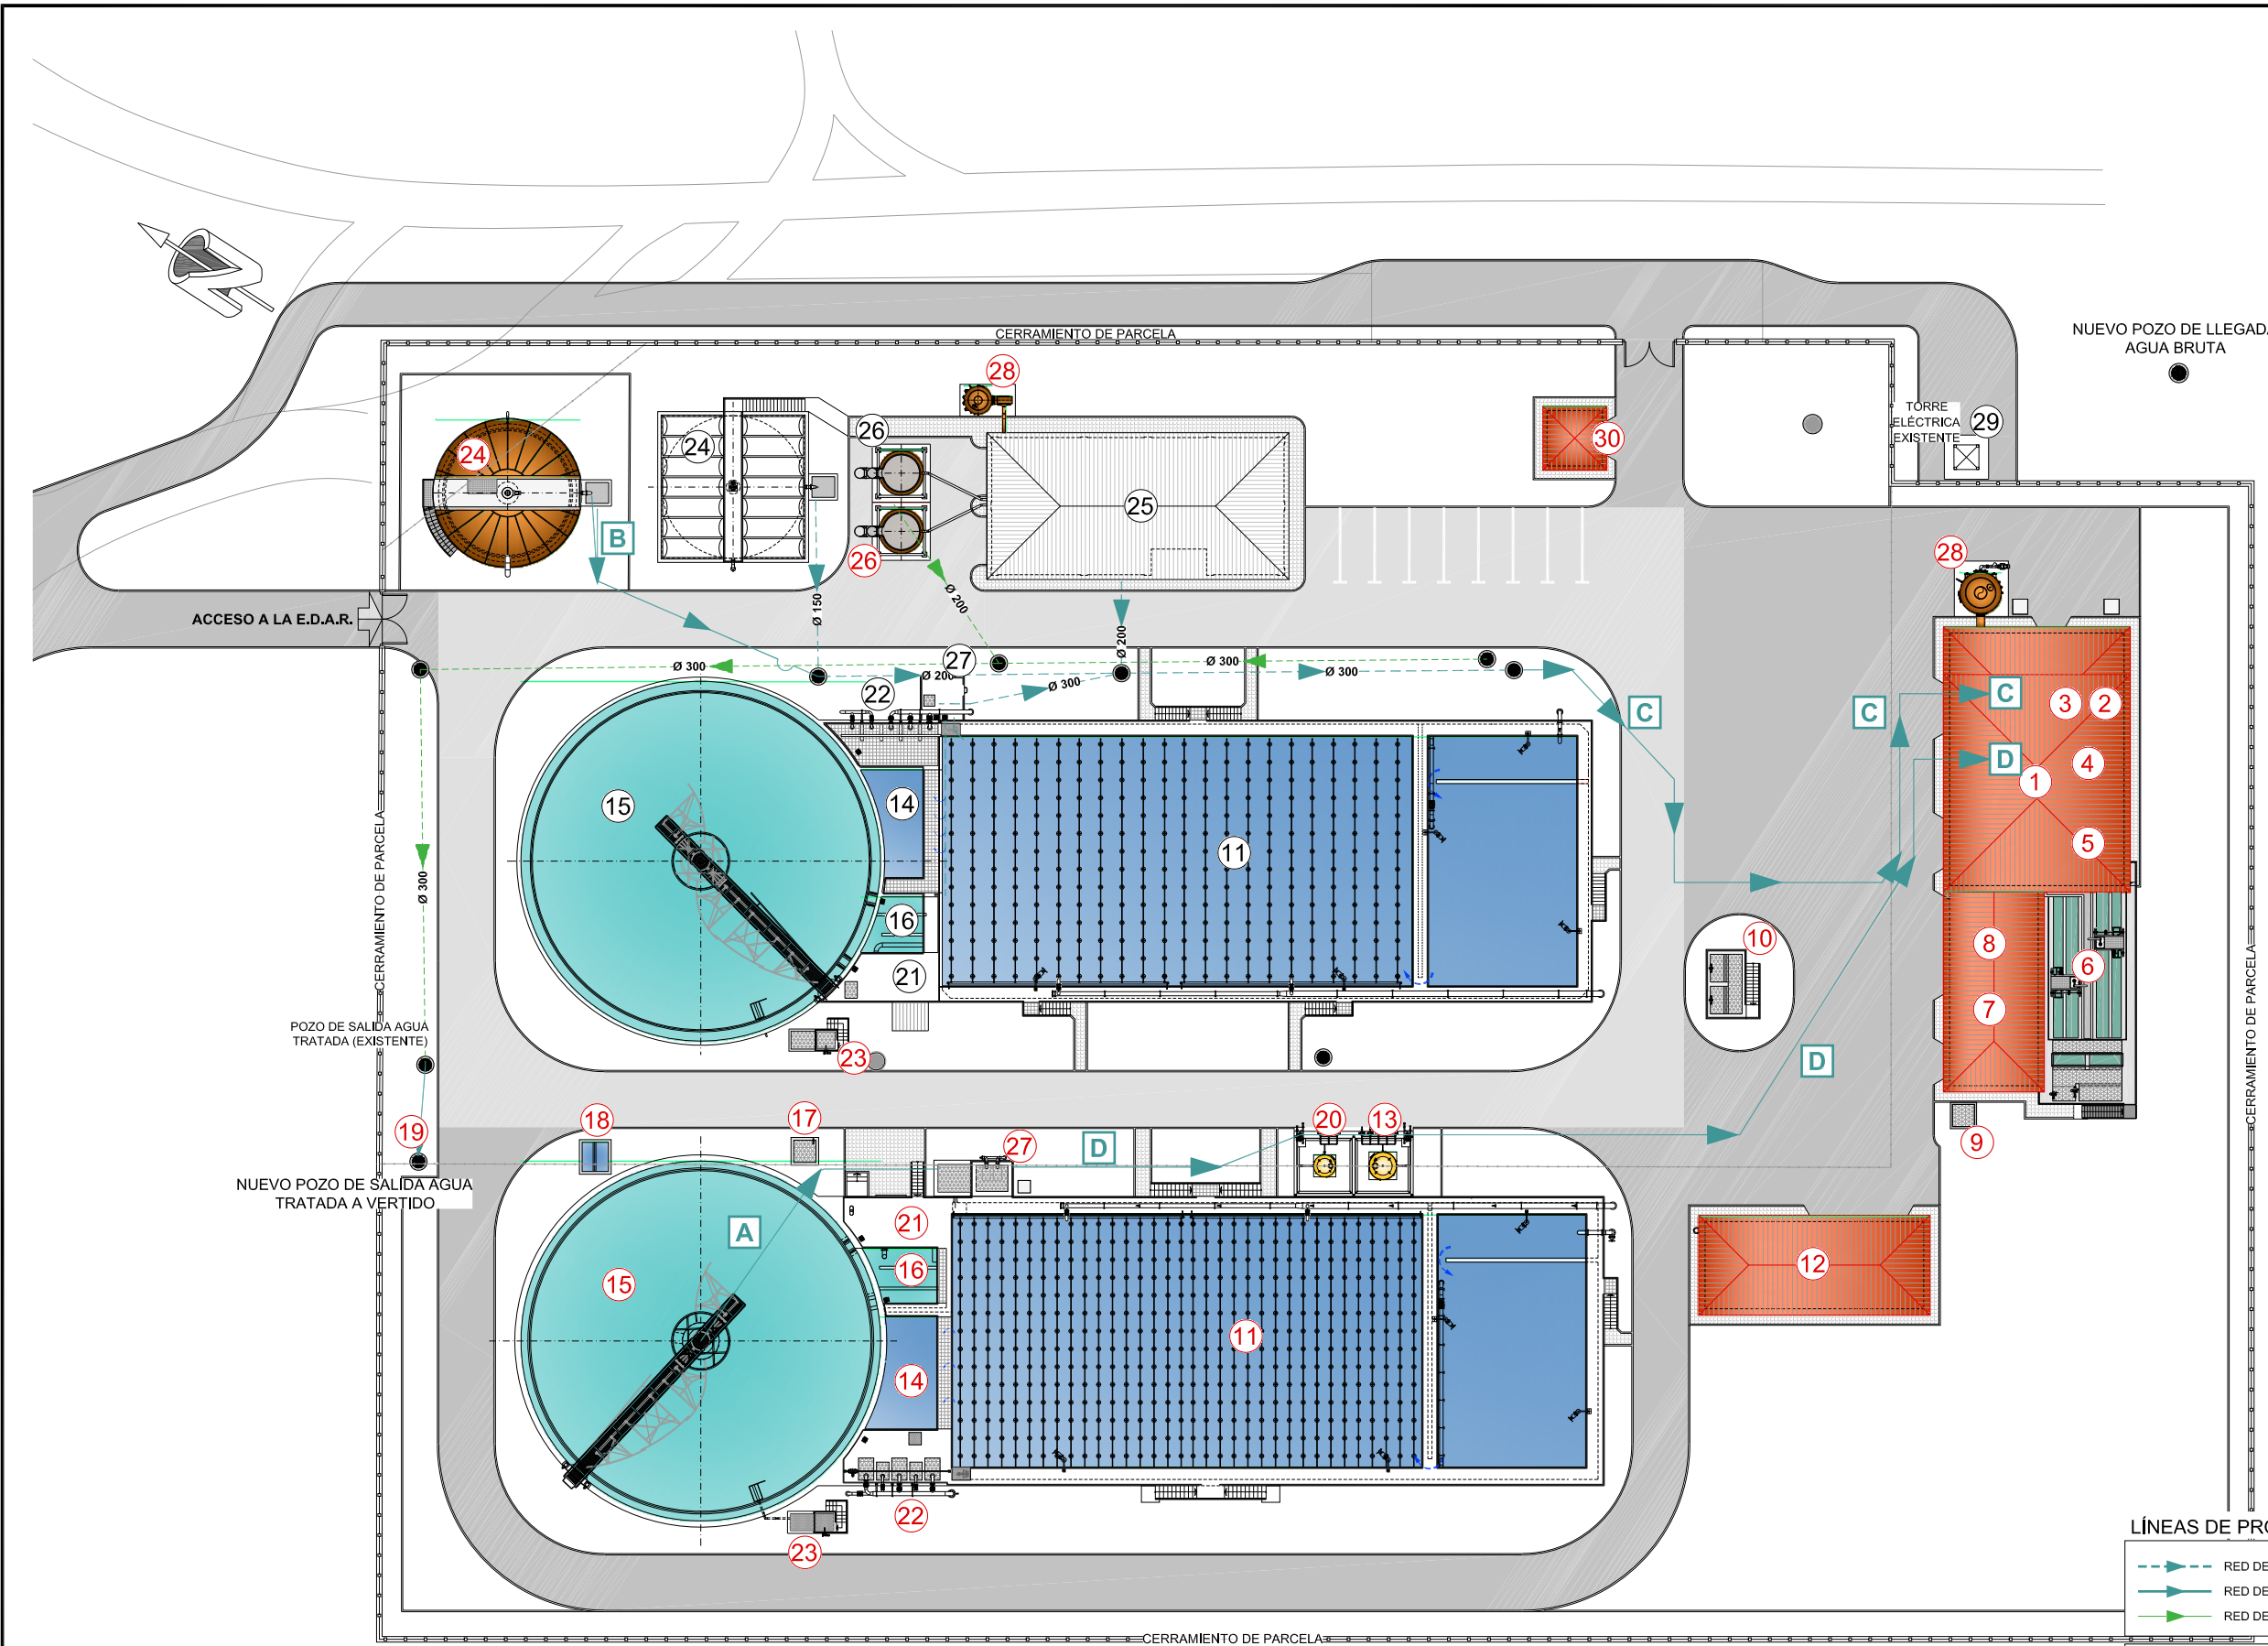 CERRAMIENTO DE PARCELA
NUEVO POZO DE LLEGADA
AGUA BRUTA
28
26
24
24
30
TORRE
ELÉCTRICA
EXISTENTE
29
25
B
26
28
Ø 150
Ø 200
ACCESO A LA E.D.A.R.
Ø 200
27
Ø 300
Ø 300
Ø 300
Ø 200
Ø 300
22
C
C
C
3
2
D
4
1
15
14
11
5
CERRAMIENTO DE PARCELA
Ø 300
16
21
10
8
6
7
POZO DE SALIDA AGUA
TRATADA (EXISTENTE)
23
D
CERRAMIENTO DE PARCELA
19
18
17
27
D
20
13
9
NUEVO POZO DE SALIDA AGUA
TRATADA A VERTIDO
A
21
16
15
12
11
14
22
23
LÍNEAS DE PRO
RED DE
RED DE
RED DE
CERRAMIENTO DE PARCELA